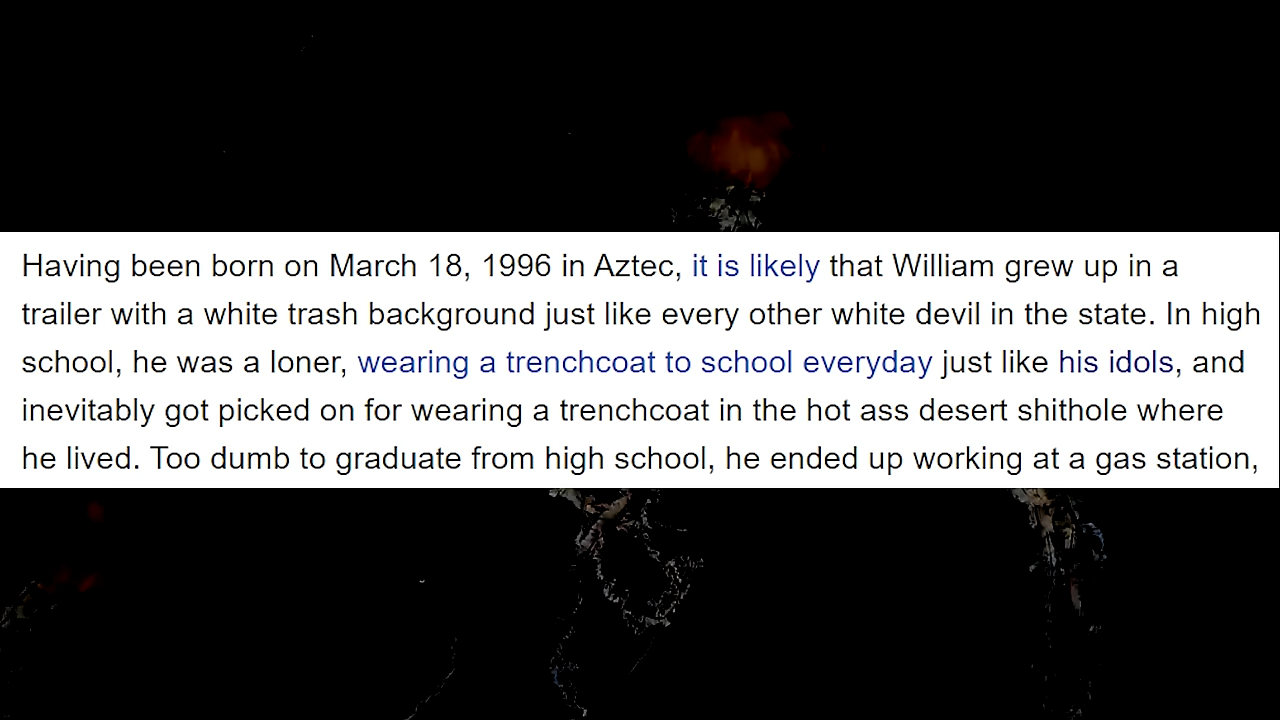 Having been born on March 18, 1996 in Aztec, it is likely that William grew up in a
trailer with a white trash background just like every other white devil in the state. In high
school, he was a loner, wearing a trenchcoat to school everyday just like his idols, and
inevitably got picked on for wearing a trenchcoat in the hot ass desert shithole where
he lived. Too dumb to graduate from high school, he ended up working at a gas station,